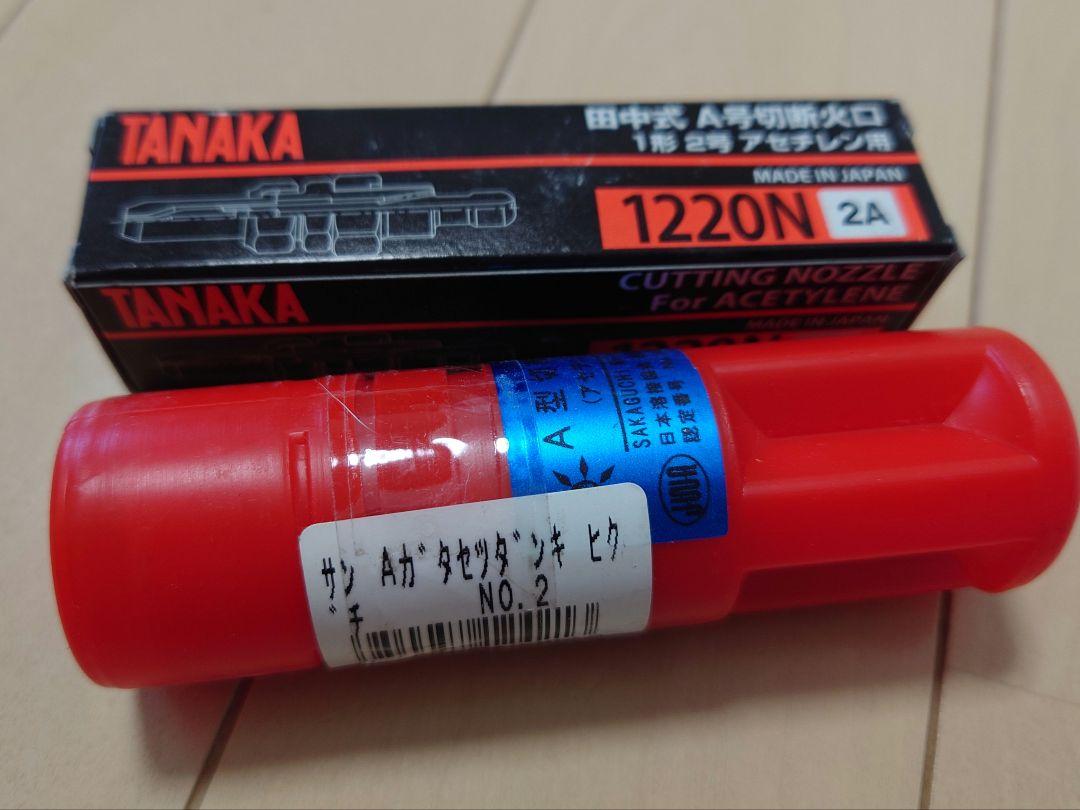 TANAKA
田中式 A号切断火口
1形 2号 アセチレン用
MADE IN JAPAN
1220N 2A
TANAKA
CUTTING NOZZLE
For ACETYLENE
MADE IN JAPAN
A 型
SAKAGUCHI
日本溶接
認定番号
JWA
ｻﾝ Aｶﾞﾀｾﾂﾀﾞﾝｷ ﾋｸ
ﾞﾁ NO.2